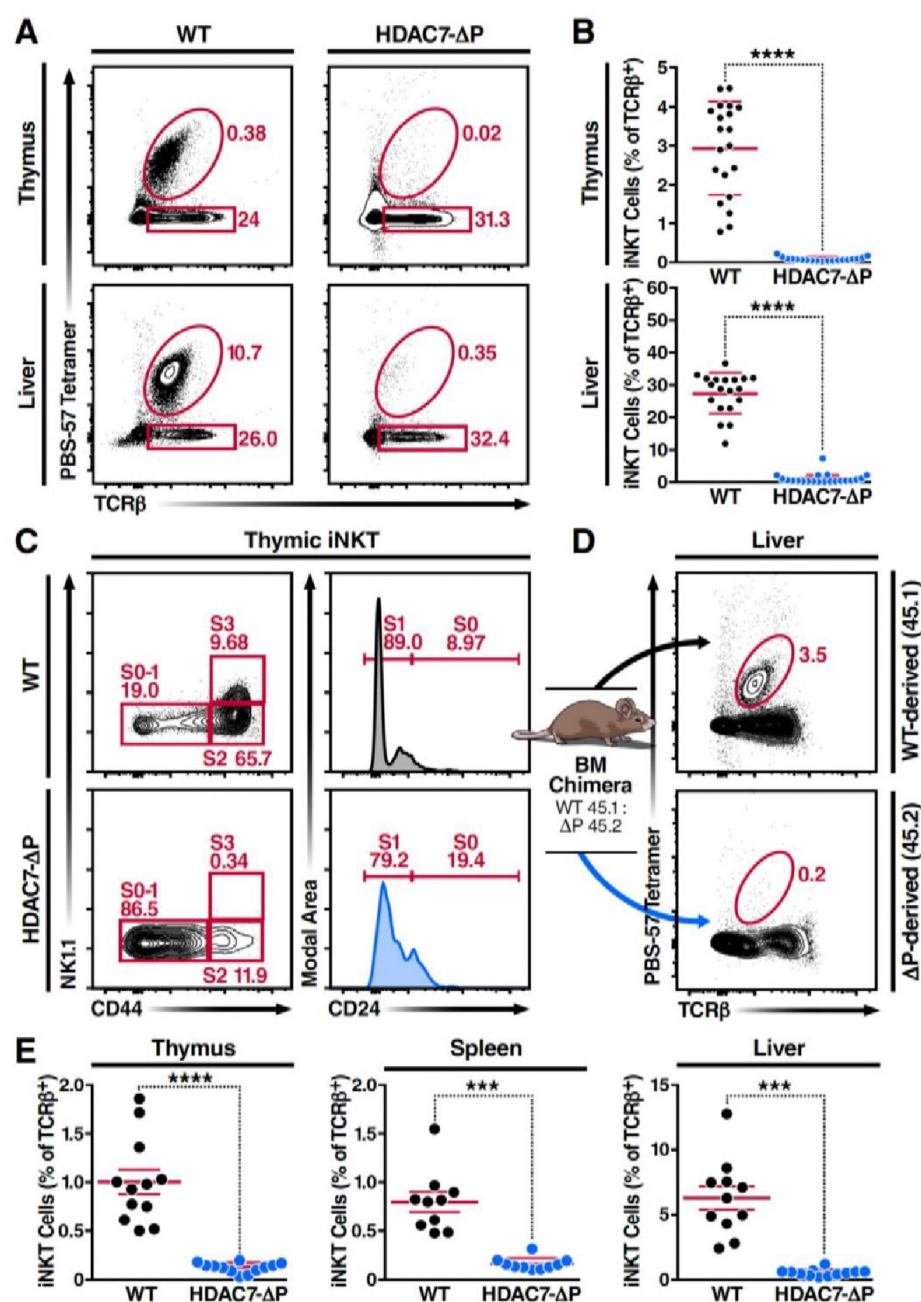 A
WT
HDAC7-ΔP
Thymus
0.38
24
0.02
31.3
Liver
10.7
26.0
0.35
32.4
PBS-57 Tetramer
TCRβ
B
Thymus
iNKT Cells (% of TCRβ+)
5
4
3
2
1
0
****
WT
HDAC7-ΔP
Liver
iNKT Cells (% of TCRβ+)
60
50
40
30
20
10
0
****
WT
HDAC7-ΔP
C
Thymic iNKT
WT
S3
9.68
S0-1
19.0
S2 65.7
S1
89.0
S0
8.97
HDAC7-ΔP
S3
0.34
S0-1
86.5
S2 11.9
S1
79.2
S0
19.4
NK1.1
CD44
Modal Area
CD24
D
Liver
BM
Chimera
WT 45.1 :
ΔP 45.2
3.5
WT-derived (45.1)
0.2
ΔP-derived (45.2)
PBS-57 Tetramer
TCRβ
E
Thymus
iNKT Cells (% of TCRβ+)
2.0
1.5
1.0
0.5
0
****
WT
HDAC7-ΔP
Spleen
iNKT Cells (% of TCRβ+)
2.0
1.5
1.0
0.5
0
***
WT
HDAC7-ΔP
Liver
iNKT Cells (% of TCRβ+)
15
10
5
0
***
WT
HDAC7-ΔP